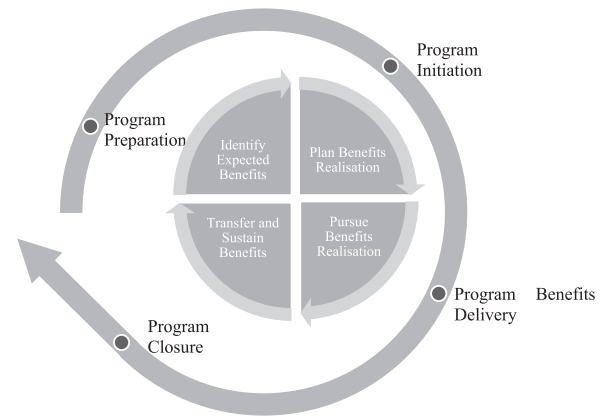 Program
Initiation
Program
Preparation
Identify
Expected
Benefits
Plan Benefits
Realisation
Transfer and
Sustain
Benefits
Pursue
Benefits
Realisation
Program Benefits
Delivery
Program
Closure